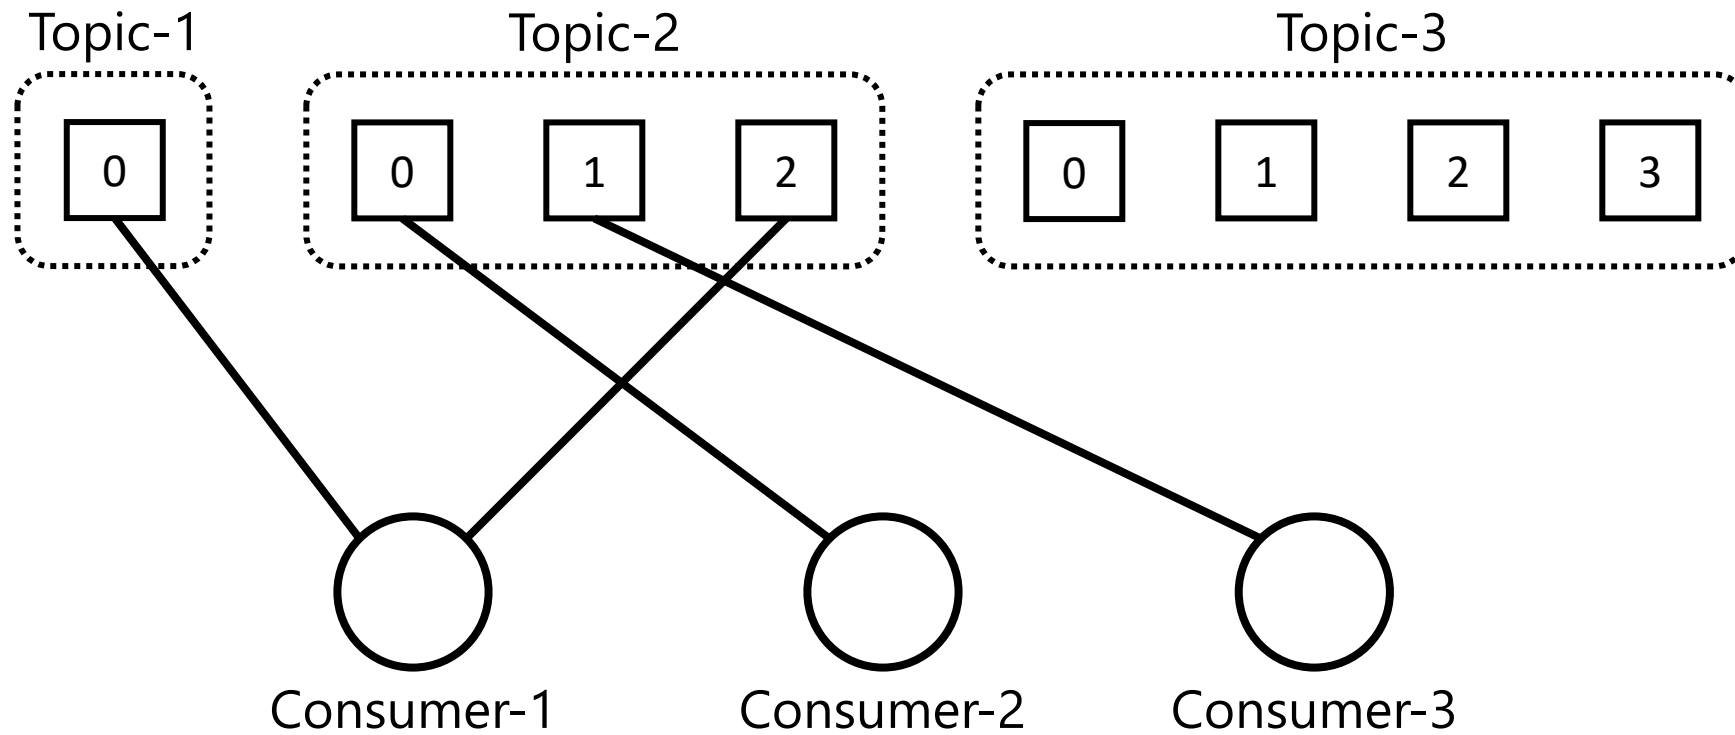 Topic-1 Topic-2 Topic-3
0 0 1 2 0 1 2 3
Consumer-1 Consumer-2 Consumer-3